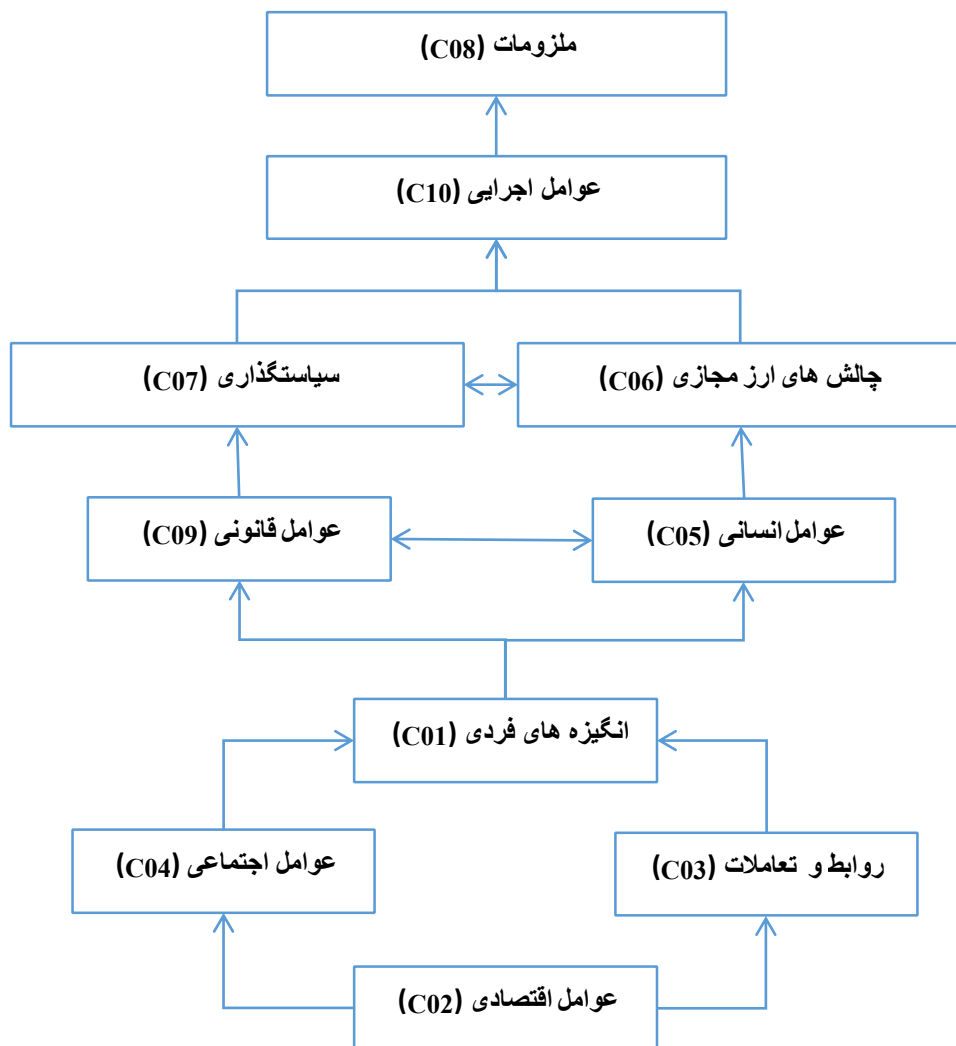 ملزومات (C08)
عوامل اجرایی (C10)
چالش های ارز مجازی (C06)
سیاستگذاری (C07)
عوامل انسانی (C05)
عوامل قانونی (C09)
انگیزه های فردی (C01)
روابط و تعاملات (C03)
عوامل اجتماعی (C04)
عوامل اقتصادی (C02)